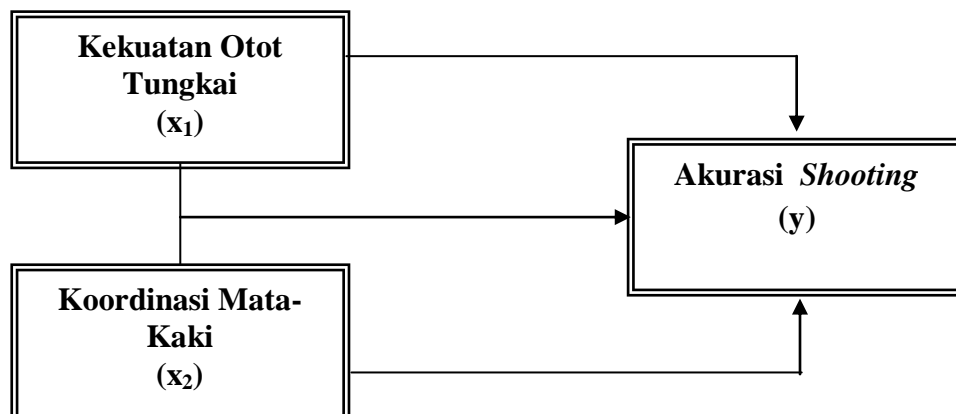 Kekuatan Otot
Tungkai
(x₁)
Akurasi Shooting
(y)
Koordinasi Mata-
Kaki
(x₂)